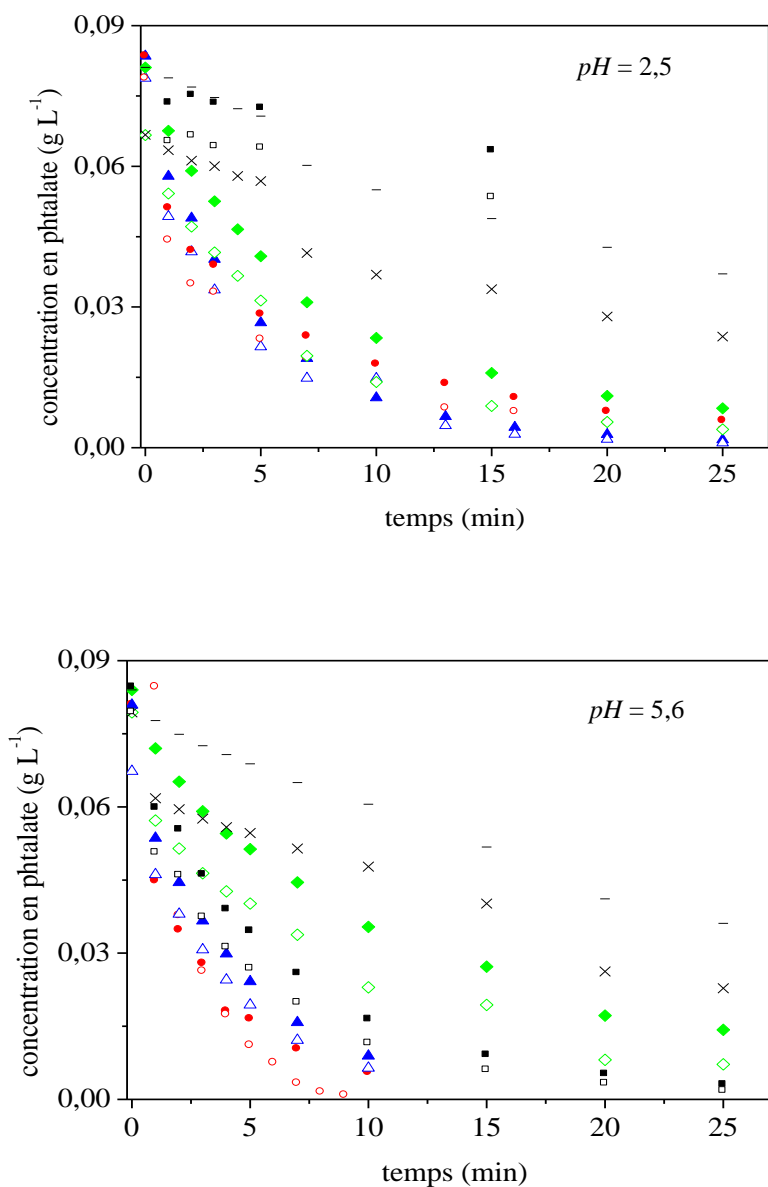 concentration en phtalate (g L⁻¹)
0,09
0,06
0,03
0,00
pH = 2,5
0 5 10 15 20 25
temps (min)
concentration en phtalate (g L⁻¹)
0,09
0,06
0,03
0,00
pH = 5,6
0 5 10 15 20 25
temps (min)